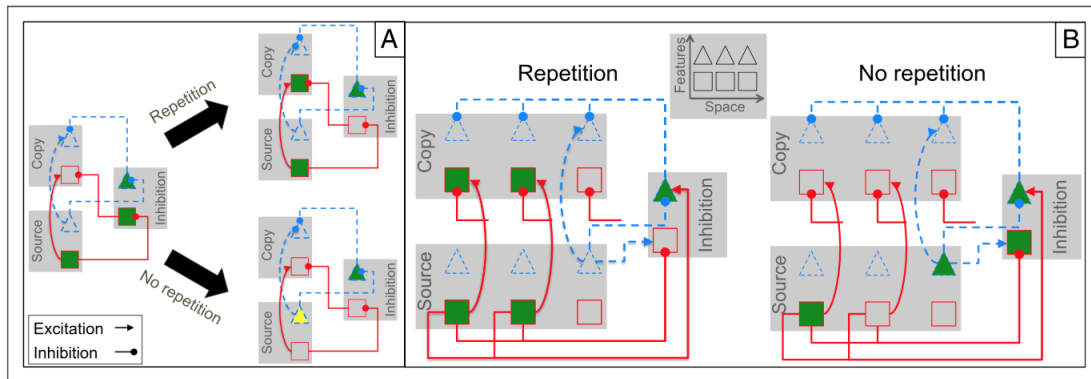 A
Repetition
No repetition
Copy
Source
Inhibition
Copy
Source
Inhibition
Copy
Source
Inhibition
Excitation
Inhibition
B
Features
Space
Repetition
No repetition
Copy
Source
Inhibition
Copy
Source
Inhibition